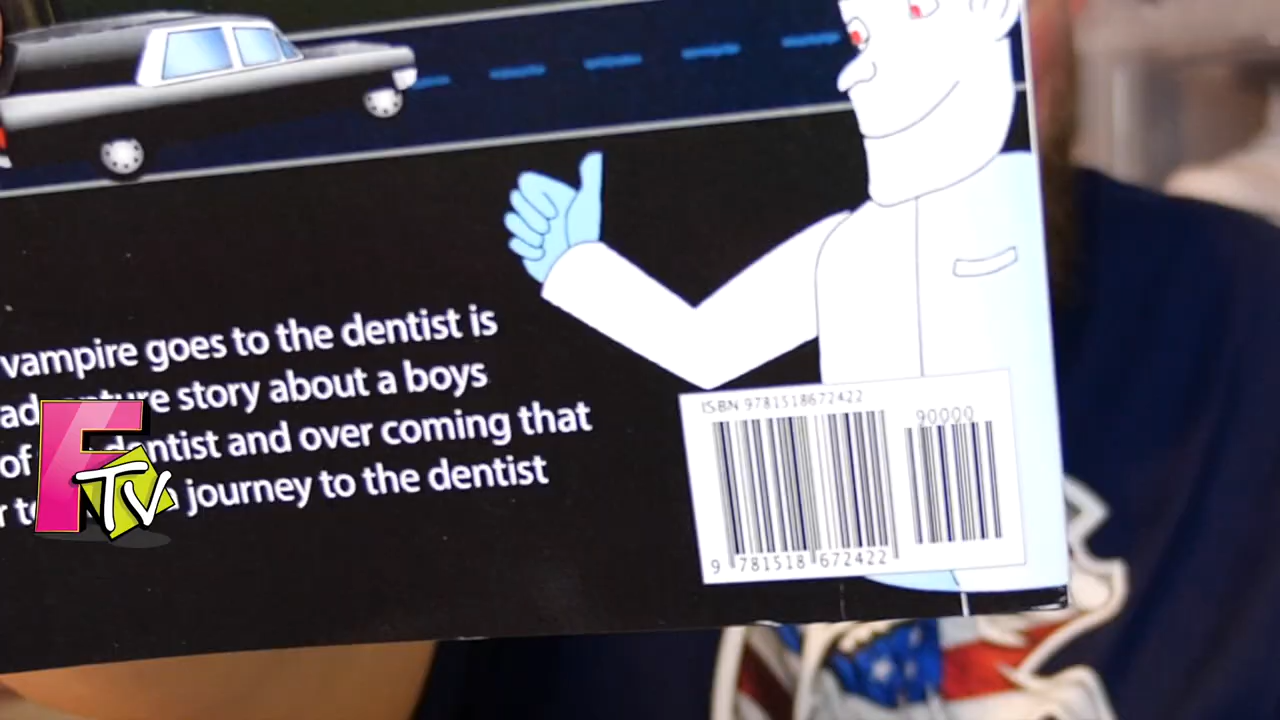 vampire goes to the dentist is
story about a boys
of dentist and over coming that
journey to the dentist
ISBN 9781518672422
90000
9 781518 672422
FTV